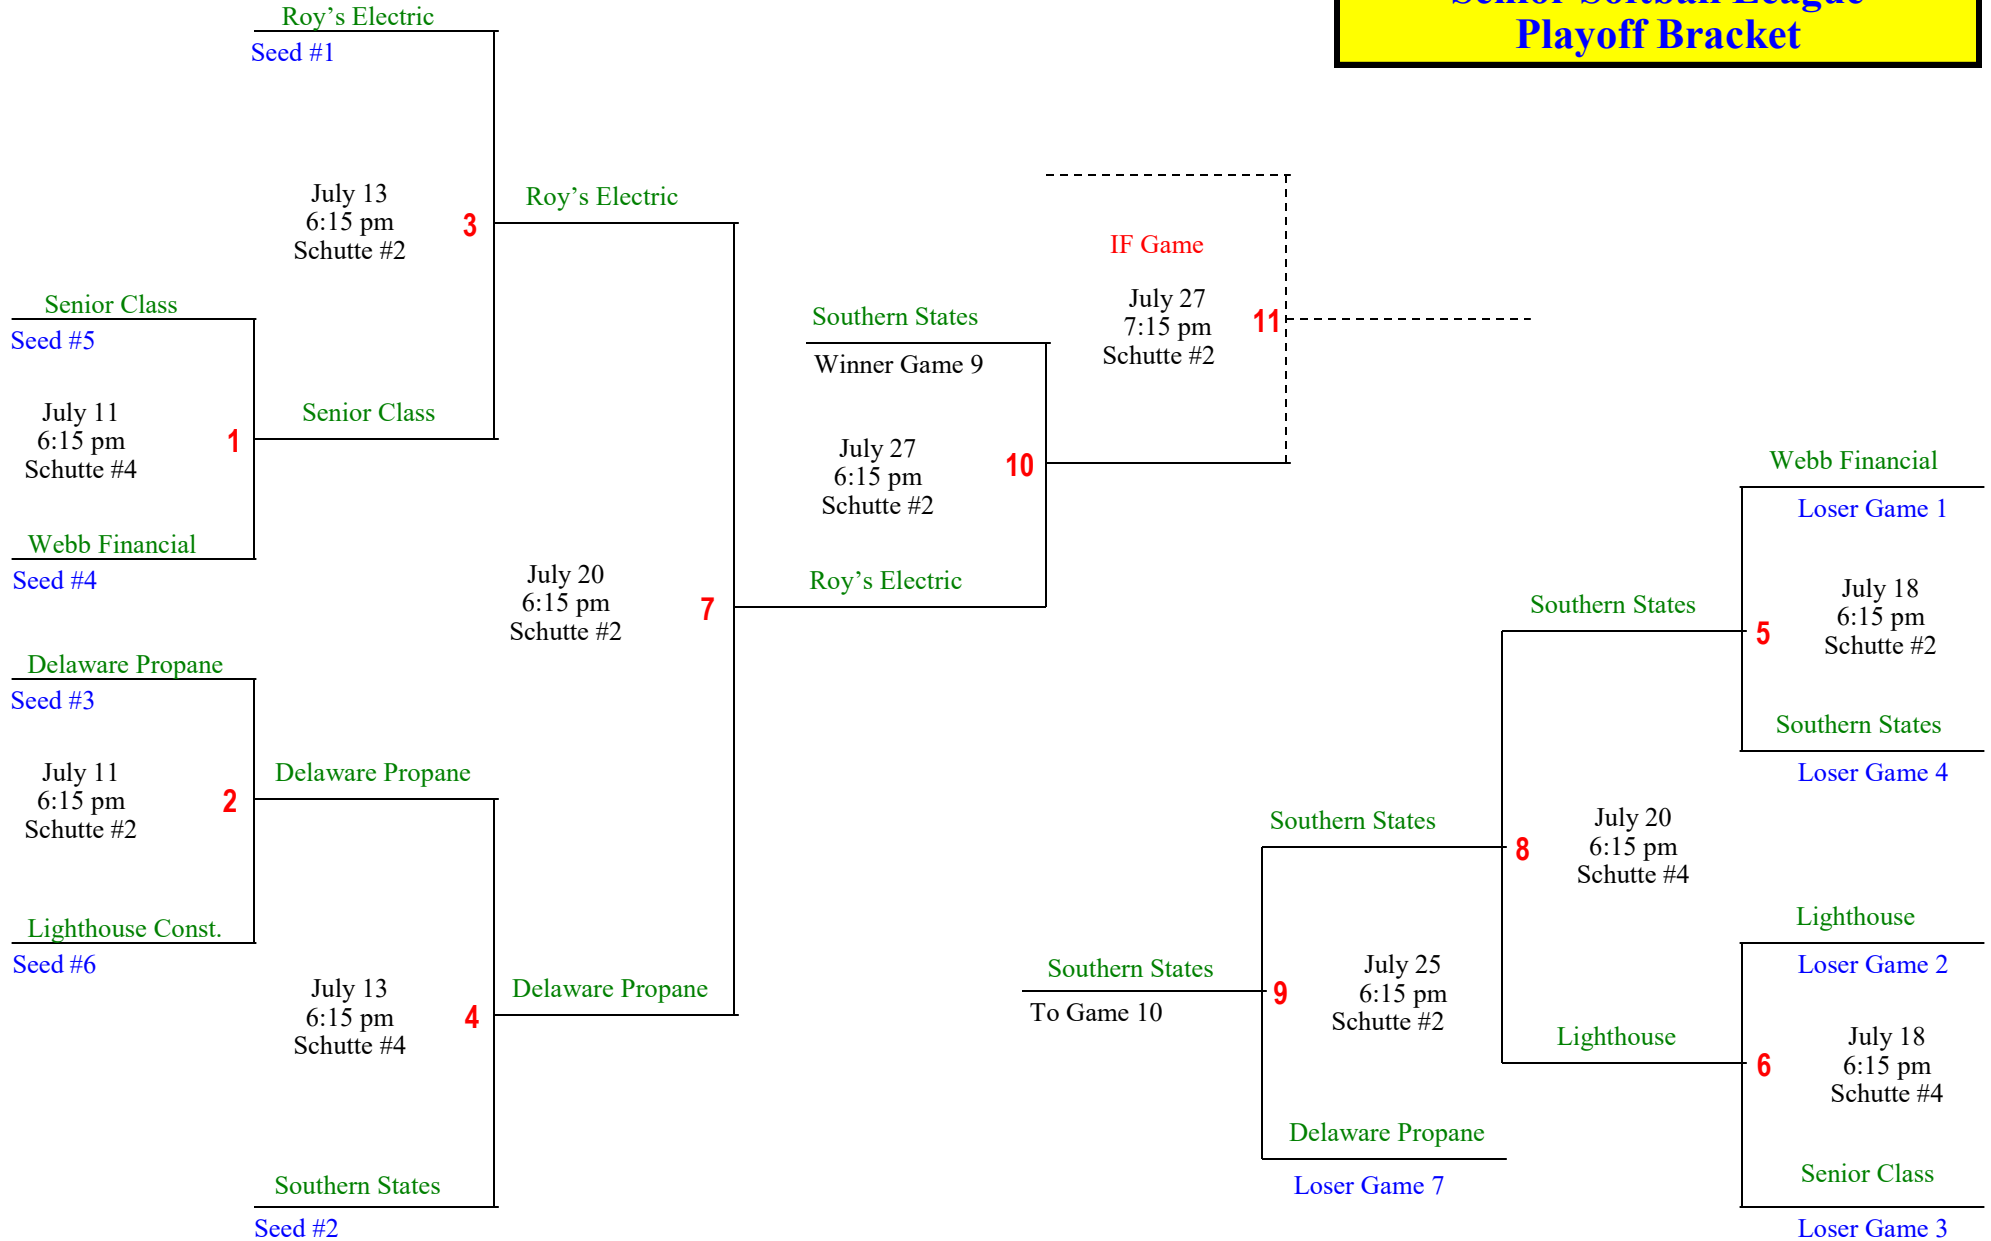 Senior Softball League
Playoff Bracket
Roy’s Electric
Seed #1
July 13
6:15 pm
Schutte #2
3
Roy’s Electric
Senior Class
Seed #5
July 11
6:15 pm
Schutte #4
1
Senior Class
Webb Financial
Seed #4
July 20
6:15 pm
Schutte #2
7
Roy’s Electric
Delaware Propane
Seed #3
July 11
6:15 pm
Schutte #2
2
Delaware Propane
Lighthouse Const.
Seed #6
July 13
6:15 pm
Schutte #4
4
Delaware Propane
Southern States
Seed #2
IF Game
July 27
7:15 pm
Schutte #2
11
Southern States
Winner Game 9
July 27
6:15 pm
Schutte #2
10
Webb Financial
Loser Game 1
July 18
6:15 pm
Schutte #2
5
Southern States
Southern States
Loser Game 4
Southern States
8
July 20
6:15 pm
Schutte #4
Lighthouse
Loser Game 2
Southern States
To Game 10
9
July 25
6:15 pm
Schutte #2
Lighthouse
6
July 18
6:15 pm
Schutte #4
Delaware Propane
Loser Game 7
Senior Class
Loser Game 3